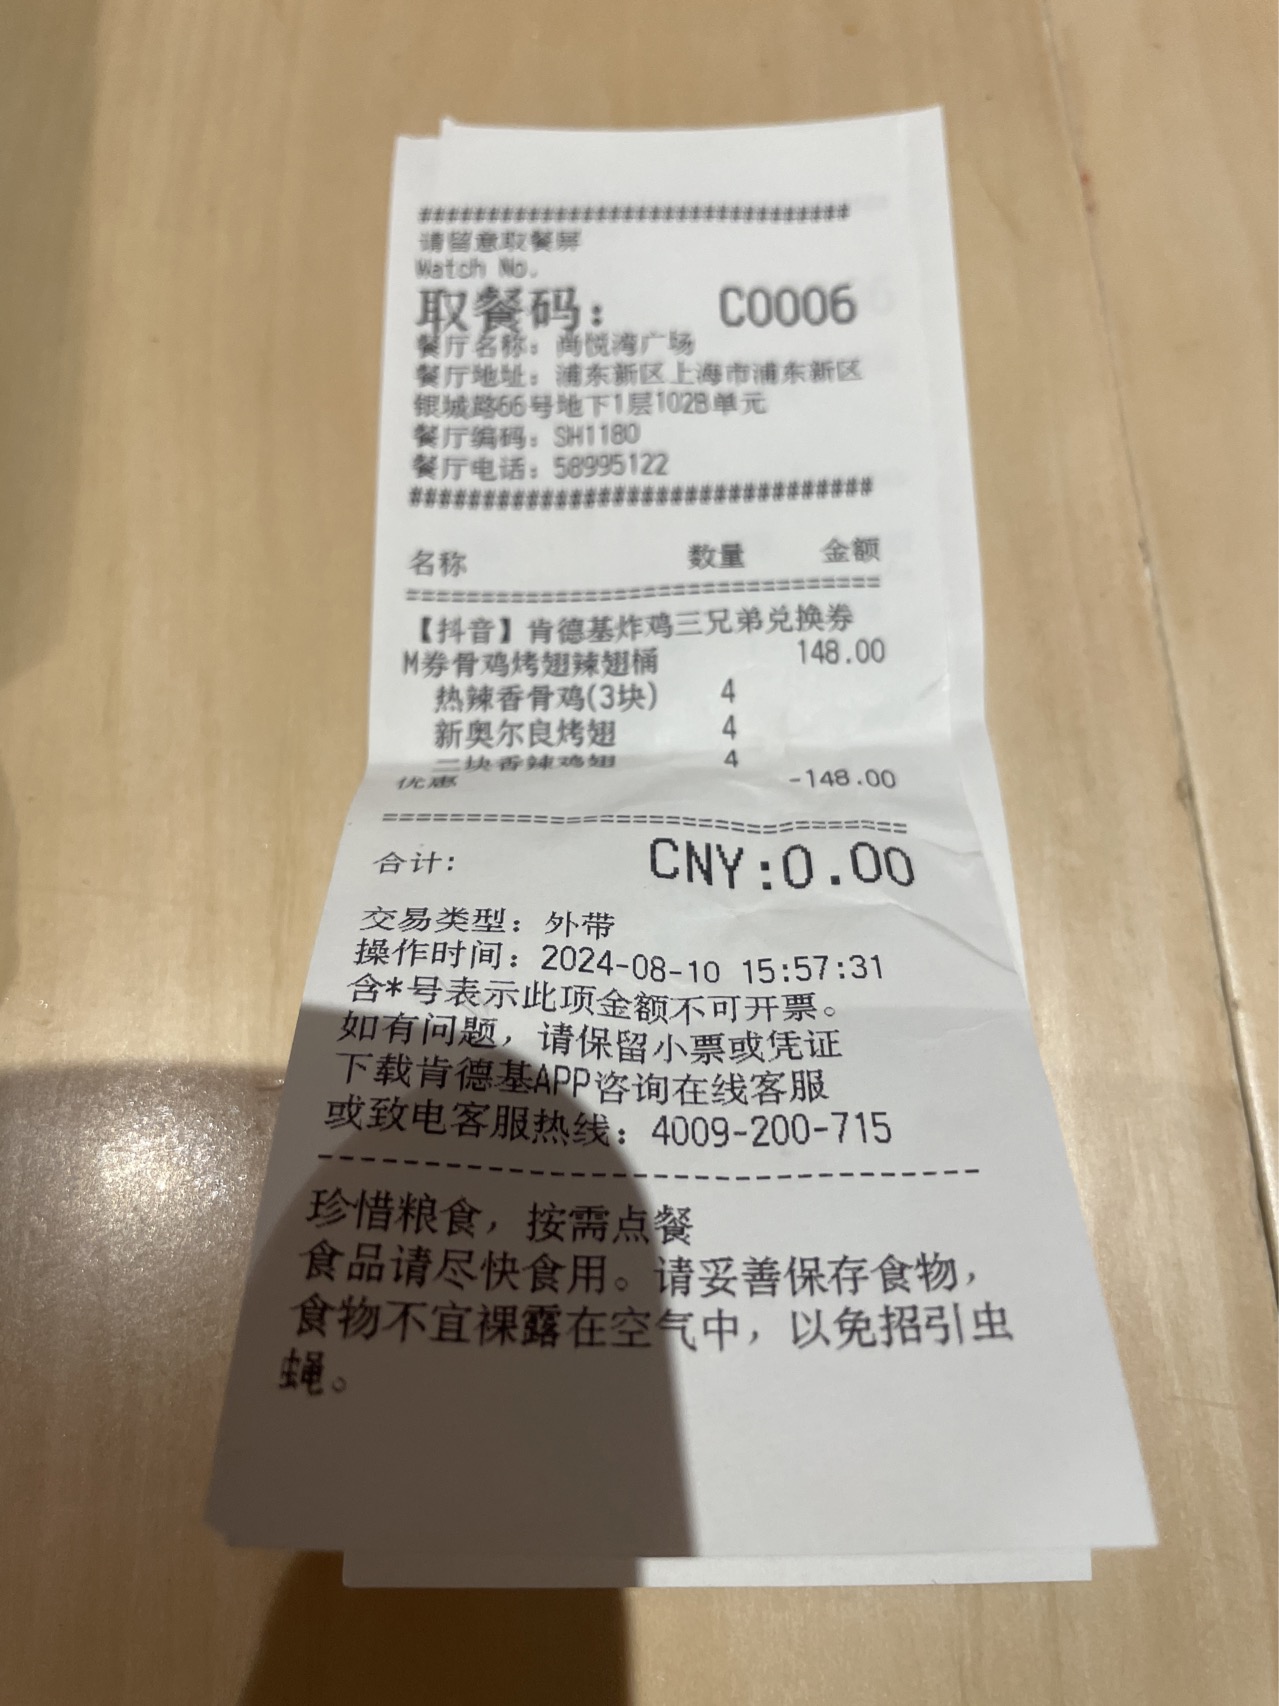 ################################
请留意取餐屏
Watch No.
取餐码： C0006
餐厅名称：尚悦湾广场
餐厅地址：浦东新区上海市浦东新区
银城路66号地下1层102B单元
餐厅编码：SH1180
餐厅电话：58995122
################################
名称 数量 金额
================================
【抖音】肯德基炸鸡三兄弟兑换券
M券骨鸡烤翅辣翅桶 148.00
热辣香骨鸡(3块) 4
新奥尔良烤翅 4
二块香辣鸡翅 4
优惠 -148.00
================================
合计: CNY:0.00
交易类型：外带
操作时间：2024-08-10 15:57:31
含*号表示此项金额不可开票。
如有问题，请保留小票或凭证
下载肯德基APP咨询在线客服
或致电客服热线：4009-200-715
--------------------------------
珍惜粮食，按需点餐
食品请尽快食用。请妥善保存食物，
食物不宜裸露在空气中，以免招引虫
蝇。